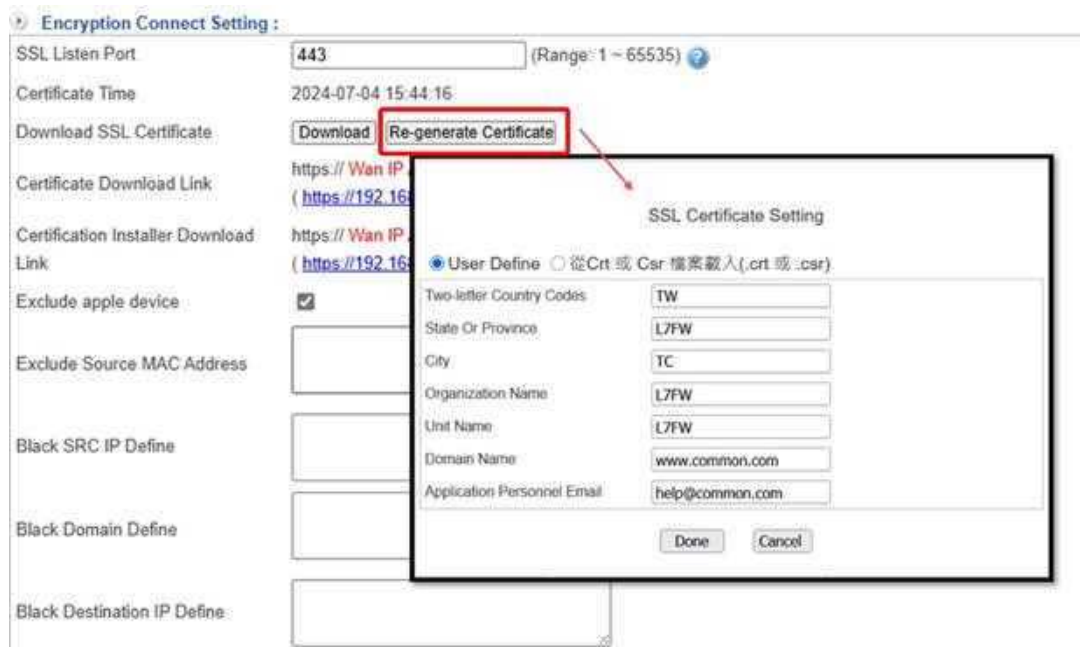 Encryption Connect Setting :
SSL Listen Port 443 (Range: 1 ~ 65535)
Certificate Time 2024-07-04 15:44:16
Download SSL Certificate Download Re-generate Certificate
Certificate Download Link https:// Wan IP
( https://192.16
Certification Installer Download Link https:// Wan IP
( https://192.16
Exclude apple device
Exclude Source MAC Address
Black SRC IP Define
Black Domain Define
Black Destination IP Define
SSL Certificate Setting
User Define 從Crt 或 Csr 檔案載入(.crt 或 .csr)
Two-letter Country Codes TW
State Or Province L7FW
City TC
Organization Name L7FW
Unit Name L7FW
Domain Name www.common.com
Application Personnel Email help@common.com
Done Cancel